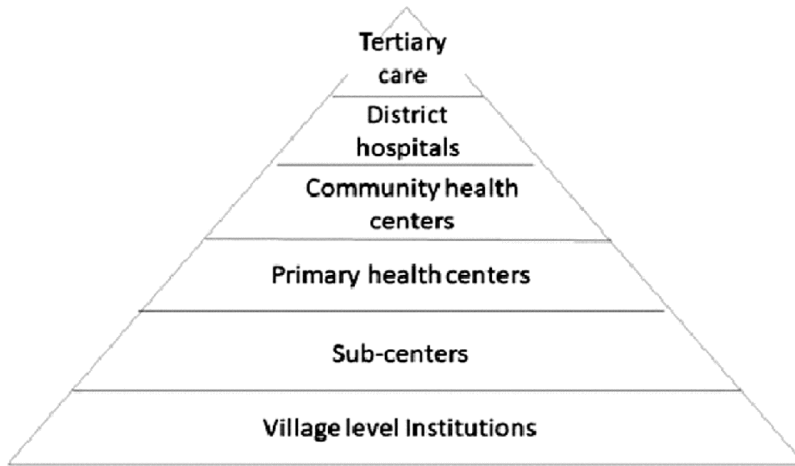 Tertiary
care
District
hospitals
Community health
centers
Primary health centers
Sub-centers
Village level Institutions